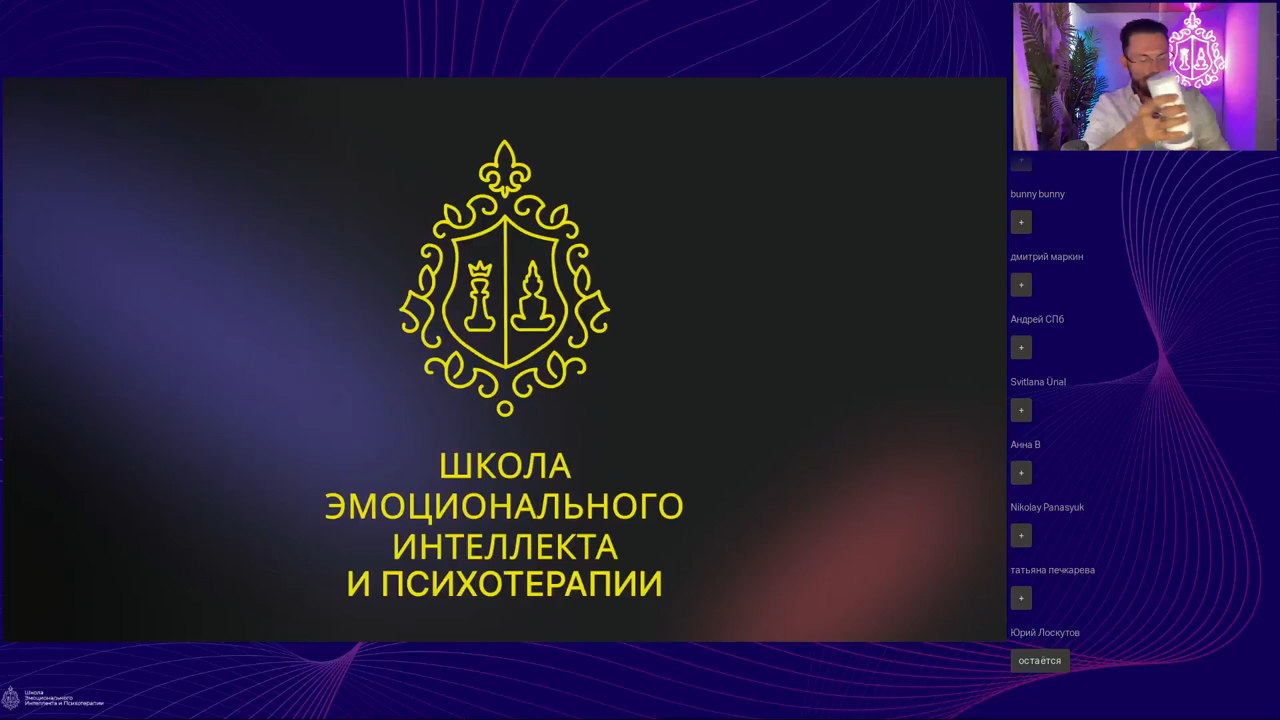 ШКОЛА
ЭМОЦИОНАЛЬНОГО
ИНТЕЛЛЕКТА
И ПСИХОТЕРАПИИ
bunny bunny
+
дмитрий маркин
+
Андрей СПб
+
Svitlana Ünal
+
Анна В
+
Nikolay Panasyuk
+
татьяна печкарева
+
Юрий Лоскутов
остаётся
Школа
Эмоционального
Интеллекта и Психотерапии